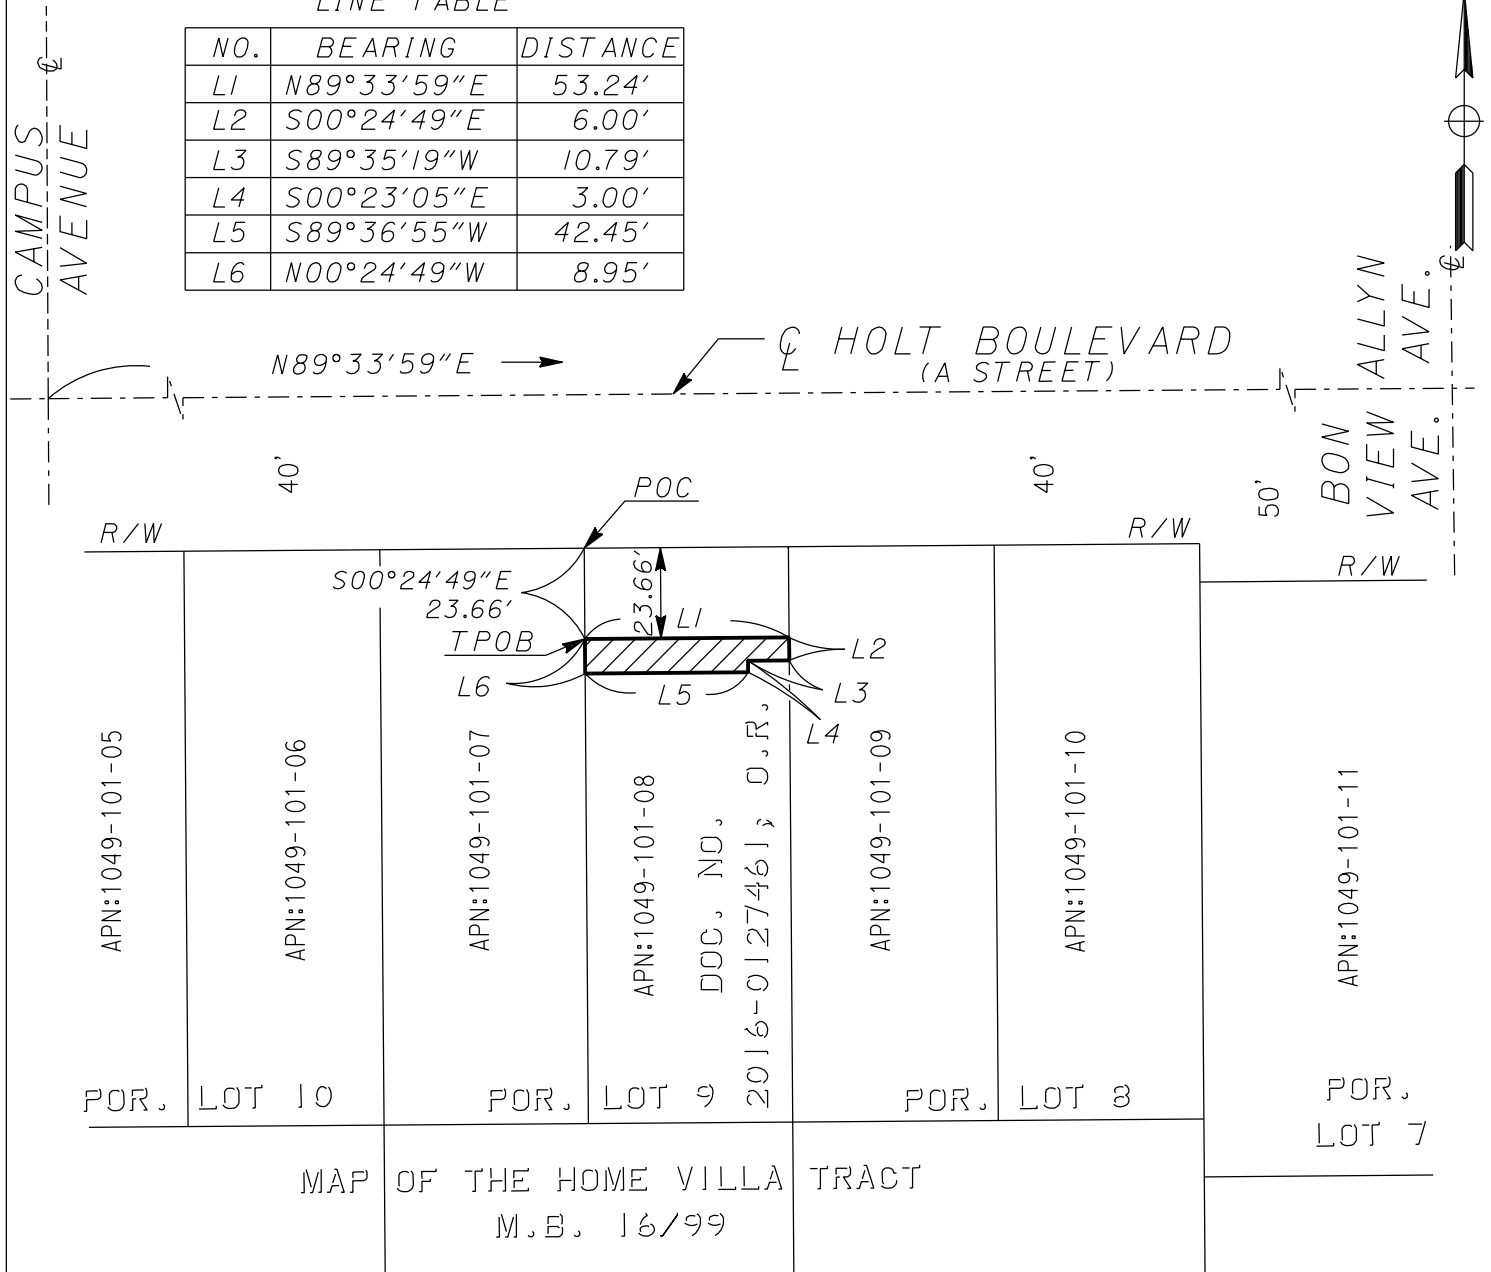 LINE TABLE
NO. BEARING DISTANCE
L1 N89°33'59"E 53.24'
L2 S00°24'49"E 6.00'
L3 S89°35'19"W 10.79'
L4 S00°23'05"E 3.00'
L5 S89°36'55"W 42.45'
L6 N00°24'49"W 8.95'
℄
CAMPUS
AVENUE
℄
ALLYN
AVE.
N89°33'59"E
℄ HOLT BOULEVARD
(A STREET)
BON
VIEW
AVE.
40'
40'
50'
POC
R/W
R/W
R/W
S00°24'49"E
23.66'
23.66'
TPOB
L1
L2
L6
L5
L3
L4
APN:1049-101-05
APN:1049-101-06
APN:1049-101-07
APN:1049-101-08
DOC. NO.
2016-0127461; O.R.
APN:1049-101-09
APN:1049-101-10
APN:1049-101-11
POR. LOT 10
POR. LOT 9
POR. LOT 8
POR.
LOT 7
MAP OF THE HOME VILLA TRACT
M.B. 16/99